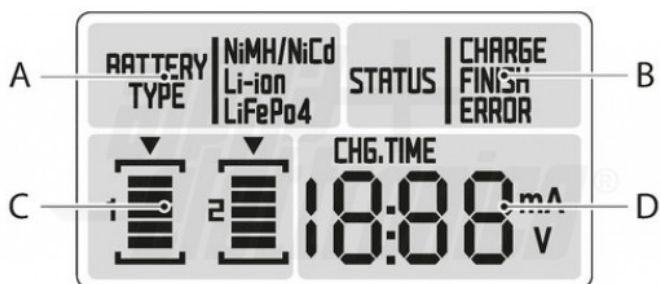 A
BATTERY TYPE
NiMH/NiCd
Li-ion
LiFePo4
STATUS
CHARGE
FINISH
ERROR
B
C
1
2
CHG.TIME
18:88
mA
V
D